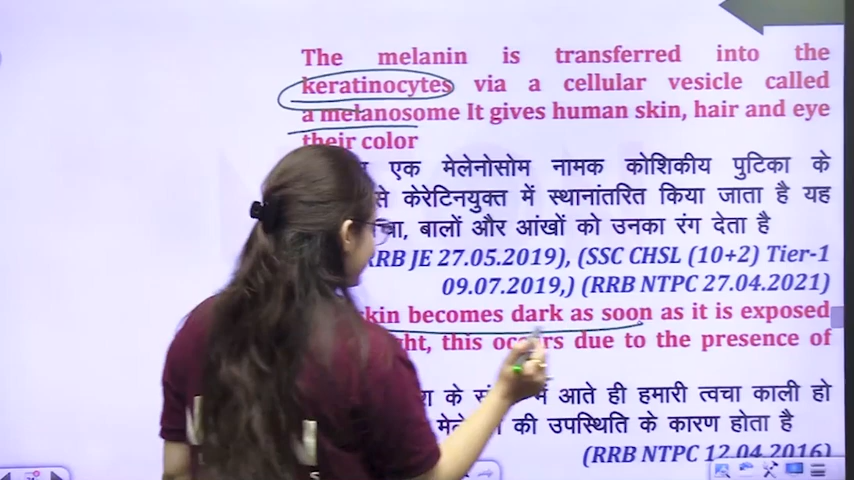 The melanin is transferred into the
keratinocytes via a cellular vesicle called
a melanosome It gives human skin, hair and eye
their color
एक मेलेनोसोम नामक कोशिकीय पुटिका के
से केरेटिनयुक्त में स्थानांतरित किया जाता है यह
बालों और आंखों को उनका रंग देता है
RRB JE 27.05.2019), (SSC CHSL (10+2) Tier-1
09.07.2019,) (RRB NTPC 27.04.2021)
skin becomes dark as soon as it is exposed
this occurs due to the presence of
के में आते ही हमारी त्वचा काली हो
की उपस्थिति के कारण होता है
(RRB NTPC 12.04.2016)